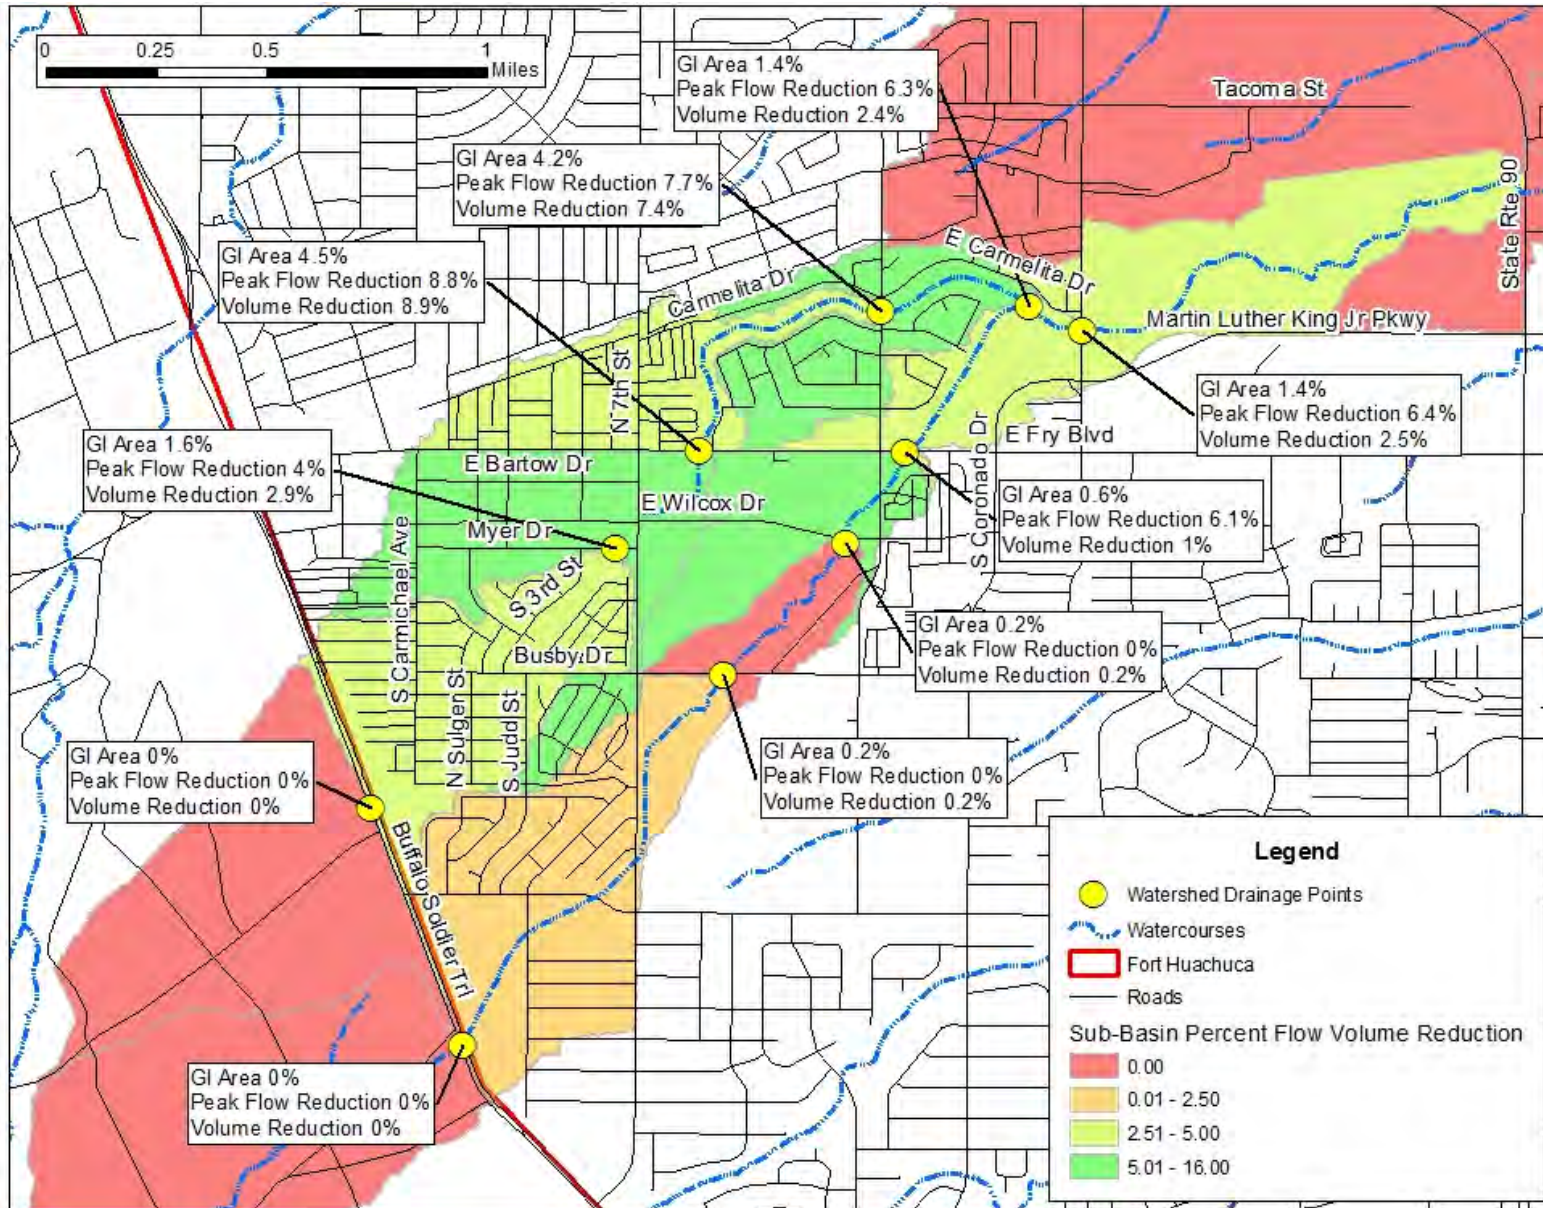 0 0.25 0.5 1
Miles
GI Area 1.4%
Peak Flow Reduction 6.3%
Volume Reduction 2.4%
Tacoma St
GI Area 4.2%
Peak Flow Reduction 7.7%
Volume Reduction 7.4%
State Rte 90
GI Area 4.5%
Peak Flow Reduction 8.8%
Volume Reduction 8.9%
E Carmelita Dr
Carmelita Dr
Martin Luther King Jr Pkwy
N 7th St
GI Area 1.4%
Peak Flow Reduction 6.4%
Volume Reduction 2.5%
GI Area 1.6%
Peak Flow Reduction 4%
Volume Reduction 2.9%
E Bartow Dr
E Fry Blvd
S Coronado Dr
E Wilcox Dr
GI Area 0.6%
Peak Flow Reduction 6.1%
Volume Reduction 1%
Myer Dr
S Carmichael Ave
S 3rd St
GI Area 0.2%
Peak Flow Reduction 0%
Volume Reduction 0.2%
Busby Dr
N Sulger St
S Judd St
GI Area 0%
Peak Flow Reduction 0%
Volume Reduction 0%
GI Area 0.2%
Peak Flow Reduction 0%
Volume Reduction 0.2%
Buffalo Soldier Trl
GI Area 0%
Peak Flow Reduction 0%
Volume Reduction 0%
Legend
Watershed Drainage Points
Watercourses
Fort Huachuca
Roads
Sub-Basin Percent Flow Volume Reduction
0.00
0.01 - 2.50
2.51 - 5.00
5.01 - 16.00